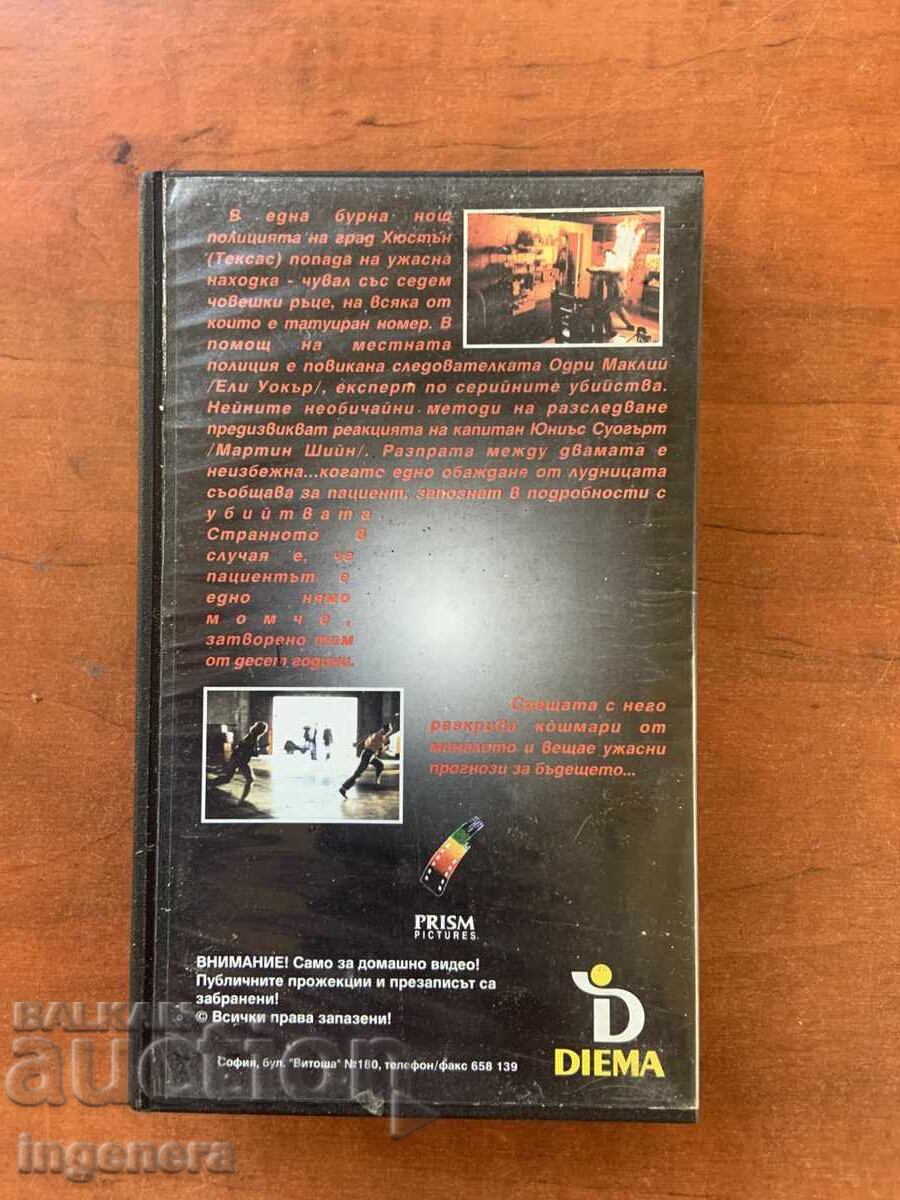 В една бурна нощ
полицията на град Хюстън
(Тексас) попада на ужасна
находка - чувал със седем
човешки ръце, на всяка от
които е татуиран номер. В
помощ на местната
полиция е повикана следователката Одри Маклий
/Ели Уокър/, експерт по серийните убийства.
Нейните необичайни методи на разследване
предизвикват реакцията на капитан Юниъс Суогърт
/Мартин Шийн/. Разпрата между двамата е
неизбежна...когато едно обаждане от лудницата
съобщава за пациент, запознат в подробности с
убийтвата
Странното в
случая е, че
пациентът е
едно нямо
момче,
затворено там
от десет години.
Срещата с него
разкрива кошмари от
миналото и вещае ужасни
прогнози за бъдещето...
PRISM
PICTURES
ВНИМАНИЕ! Само за домашно видео!
Публичните прожекции и презаписът са
забранени!
© Всички права запазени!
София, бул. "Витоша" №180, телефон/факс 658 139
DIEMA
BALKAN
auction
ingenera